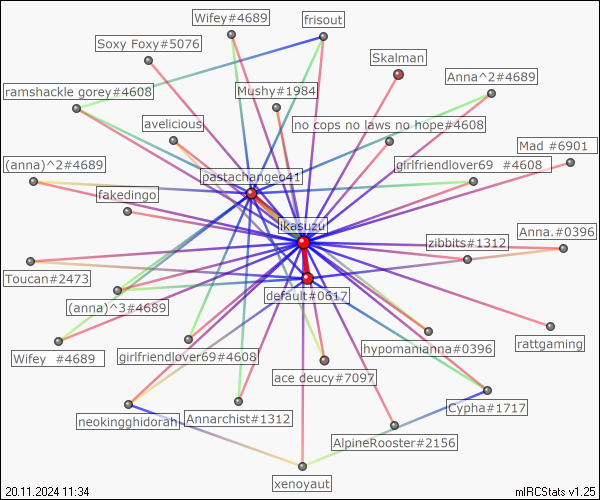 Wifey#4689
frisout
Soxy Foxy#5076
Skalman
Anna^2#4689
ramshackle gorey#4608
Mushy#1984
avelicious
no cops no laws no hope#4608
Mad #6901
(anna)^2#4689
pastachange41
girlfriendlover69 #4608
fakedingo
ikasuzu
zibbits#1312
Anna.#0396
Toucan#2473
default#0617
(anna)^3#4689
Wifey #4689
girlfriendlover69#4608
hypomanianna#0396
rattgaming
ace deucy#7097
neokingghidorah
Annarchist#1312
Cypha#1717
AlpineRooster#2156
xenoyaut
20.11.2024 11:34
mIRCStats v1.25